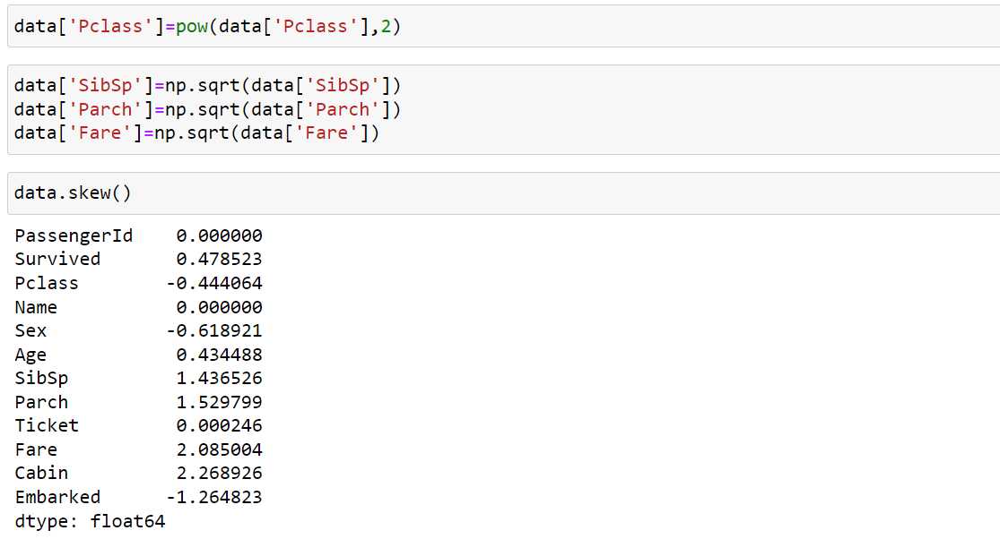 data['Pclass']=pow(data['Pclass'],2)
data['SibSp']=np.sqrt(data['SibSp'])
data['Parch']=np.sqrt(data['Parch'])
data['Fare']=np.sqrt(data['Fare'])
data.skew()
PassengerId    0.000000
Survived       0.478523
Pclass        -0.444064
Name           0.000000
Sex           -0.618921
Age            0.434488
SibSp          1.436526
Parch          1.529799
Ticket         0.000246
Fare           2.085004
Cabin          2.268926
Embarked      -1.264823
dtype: float64